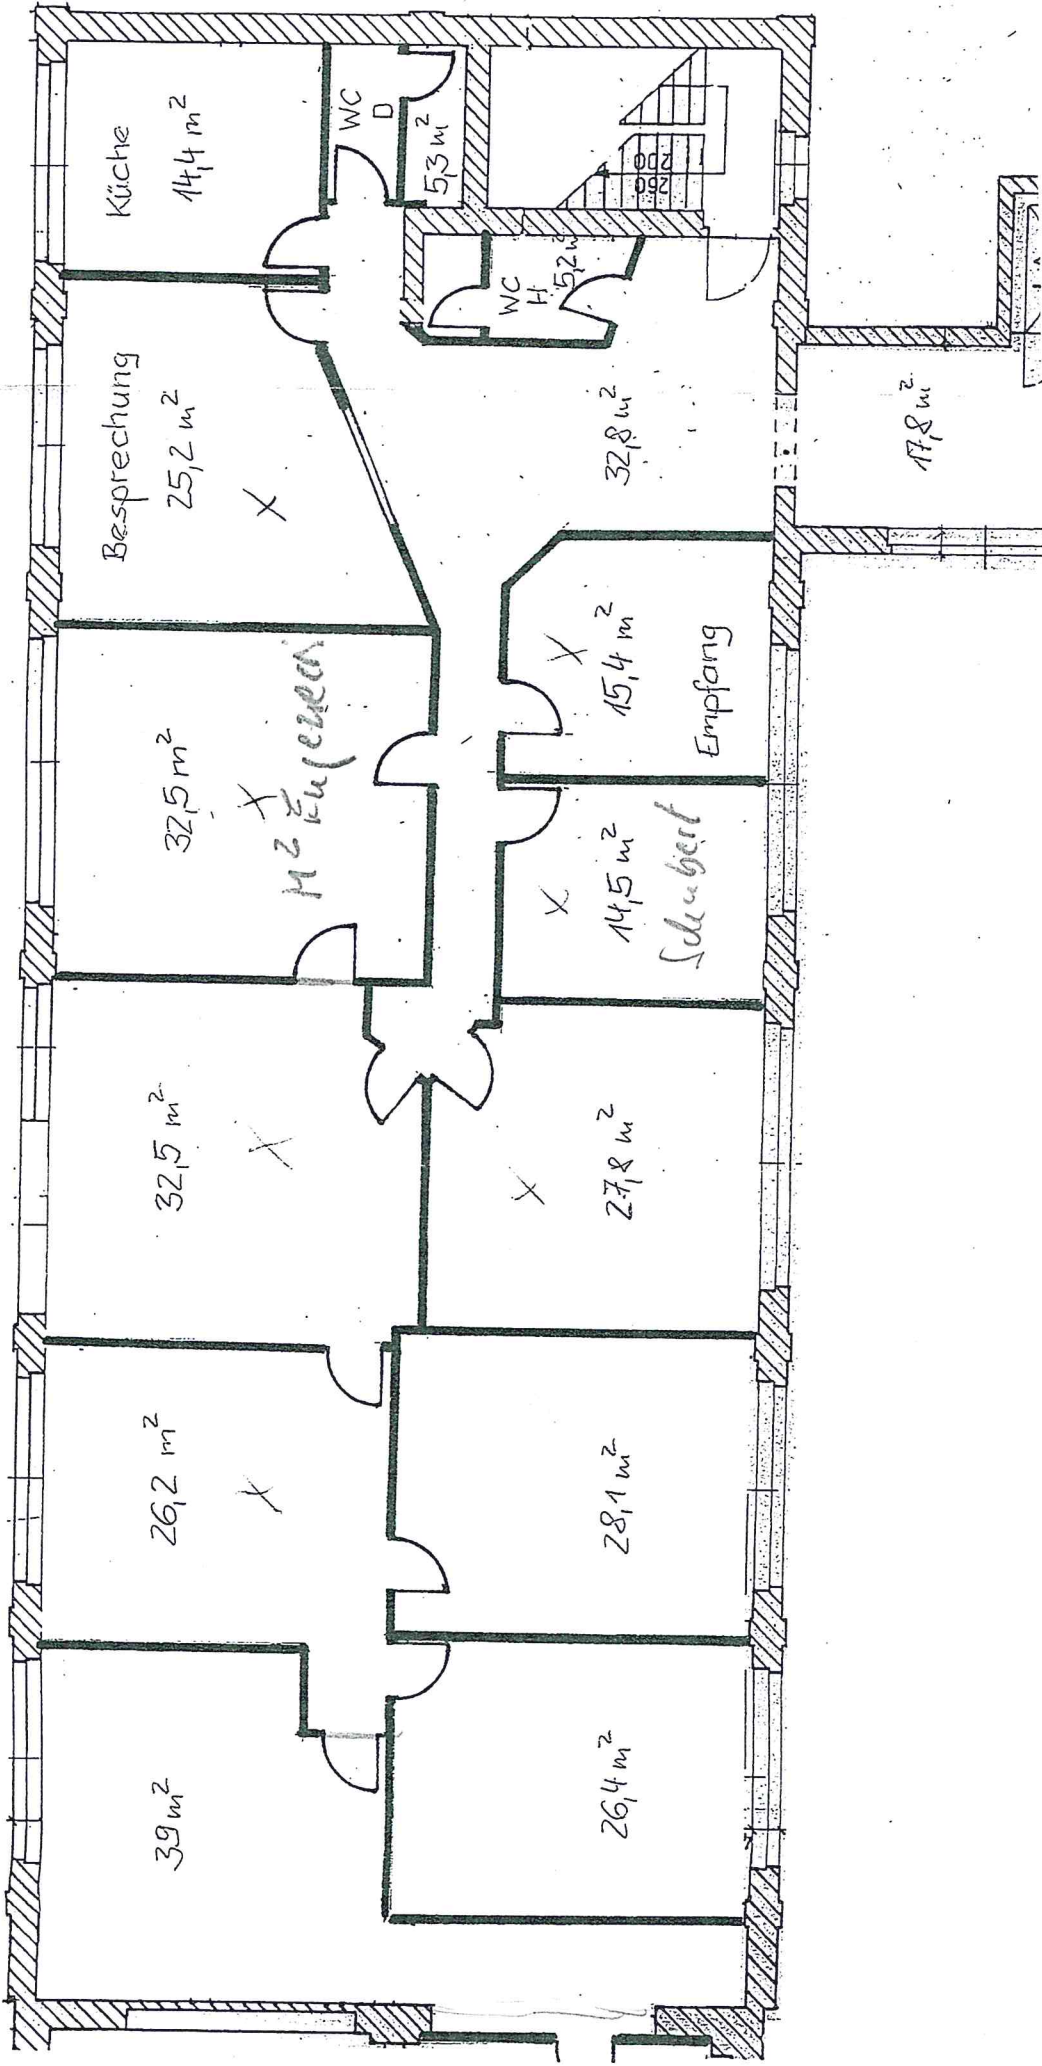 Küche
14,4 m²
WC
D
5,3 m²
200
260
Besprechung
25,2 m²
X
WC
H
5,2 m²
32,8 m²
17,8 m²
32,5 m²
X
M²
X
15,4 m²
Empfang
X
14,5 m²
Schubert
32,5 m²
X
X
27,8 m²
26,2 m²
X
28,1 m²
39 m²
26,4 m²